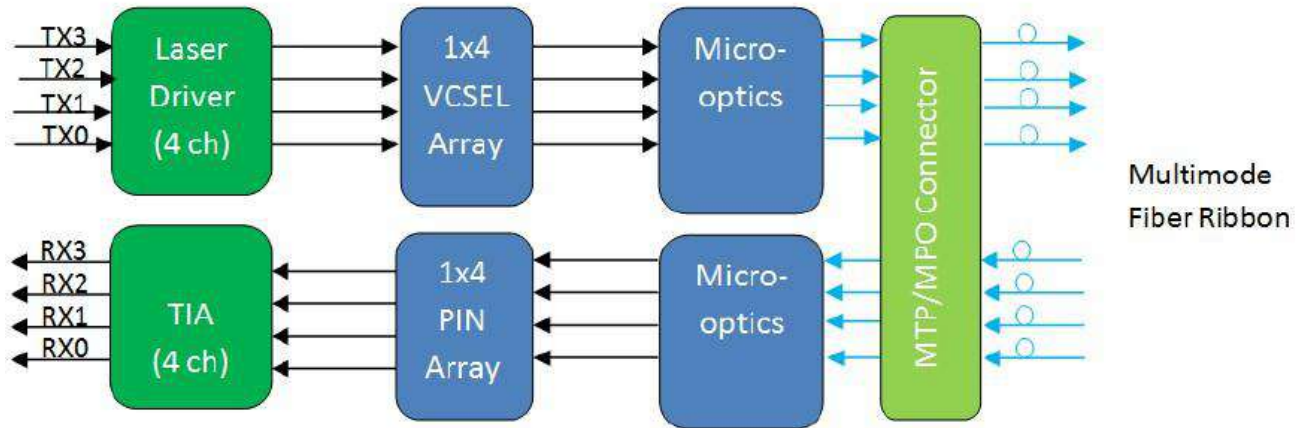 TX3
TX2
TX1
TX0
Laser
Driver
(4 ch)
1x4
VCSEL
Array
Micro-
optics
MTP/MPO Connector
Multimode
Fiber Ribbon
RX3
RX2
RX1
RX0
TIA
(4 ch)
1x4
PIN
Array
Micro-
optics